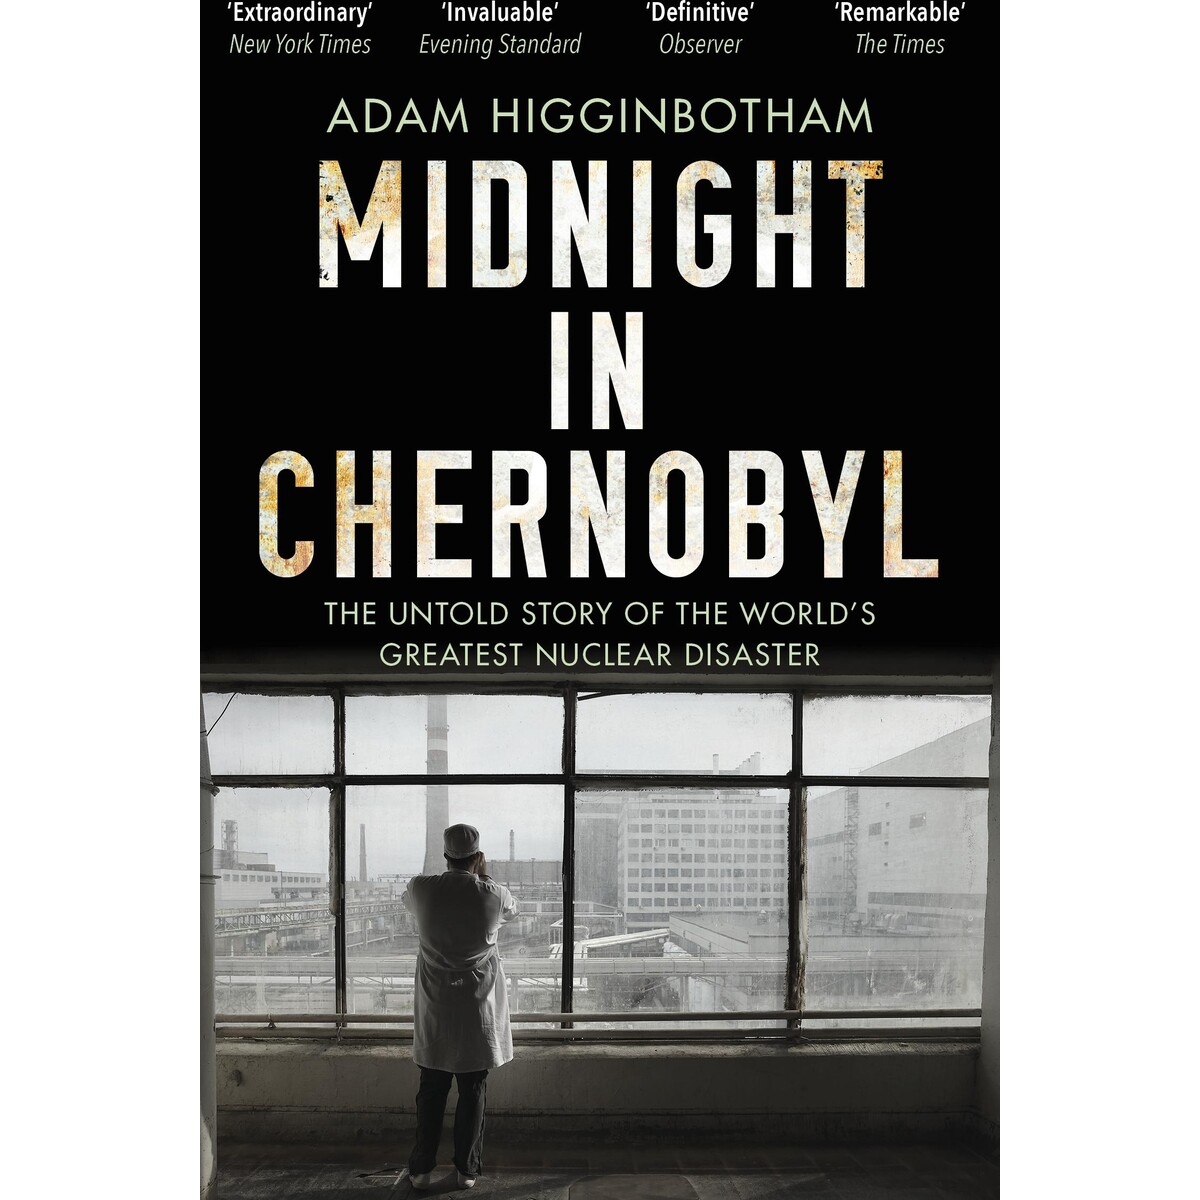 ‘Extraordinary’ ‘Invaluable’ ‘Definitive’ ‘Remarkable’
New York Times Evening Standard Observer The Times
ADAM HIGGINBOTHAM
MIDNIGHT
IN
CHERNOBYL
THE UNTOLD STORY OF THE WORLD’S
GREATEST NUCLEAR DISASTER